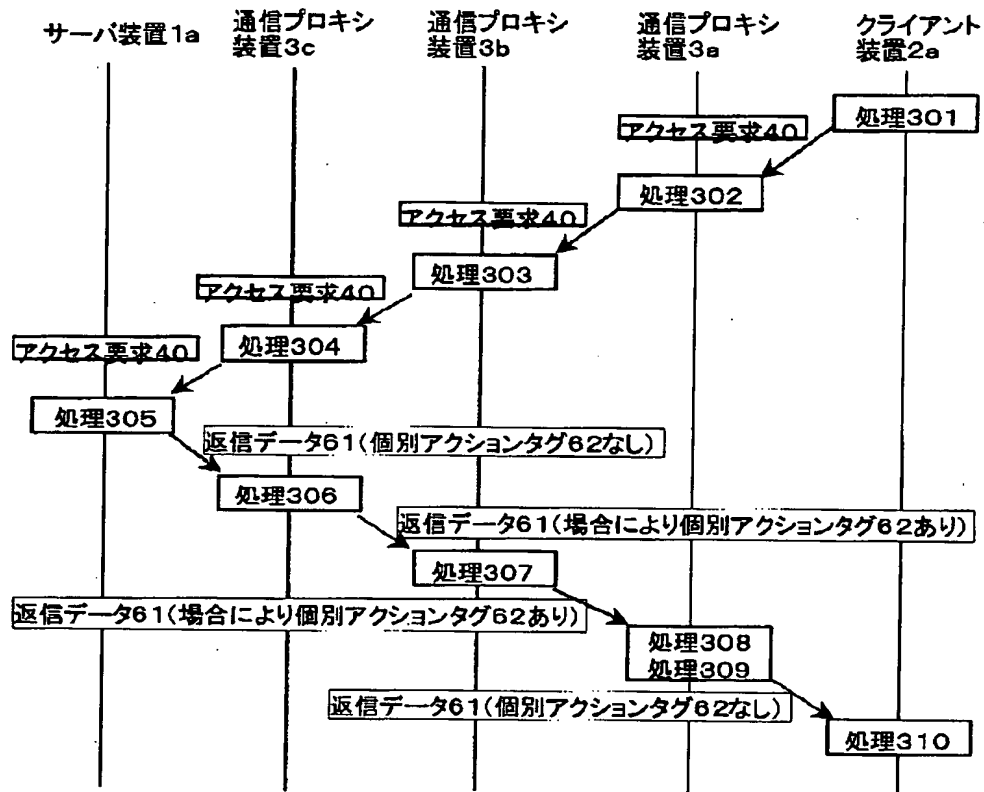 サーバ装置1a
通信プロキシ
装置3c
通信プロキシ
装置3b
通信プロキシ
装置3a
クライアント
装置2a
処理301
アクセス要求40
処理302
アクセス要求40
処理303
アクセス要求40
処理304
アクセス要求40
処理305
返信データ61(個別アクションタグ62なし)
処理306
返信データ61(場合により個別アクションタグ62あり)
処理307
返信データ61(場合により個別アクションタグ62あり)
処理308
処理309
返信データ61(個別アクションタグ62なし)
処理310